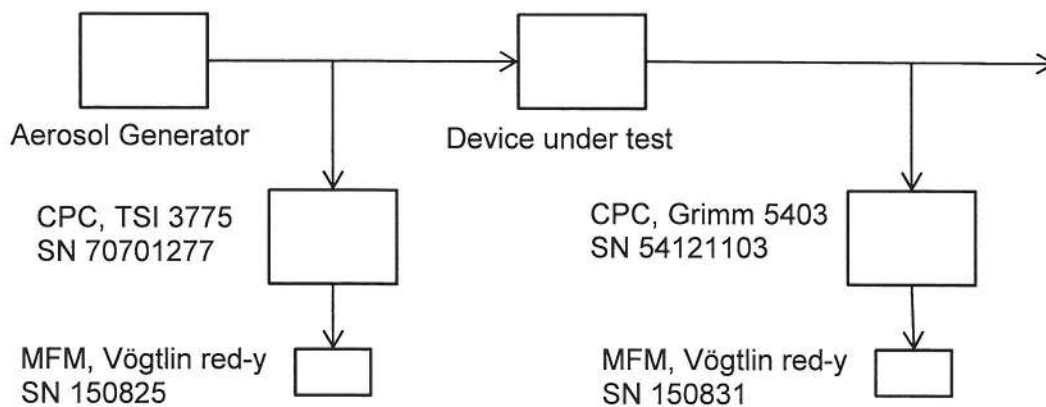 Aerosol Generator
Device under test
CPC, TSI 3775
SN 70701277
CPC, Grimm 5403
SN 54121103
MFM, Vögtlin red-y
SN 150825
MFM, Vögtlin red-y
SN 150831